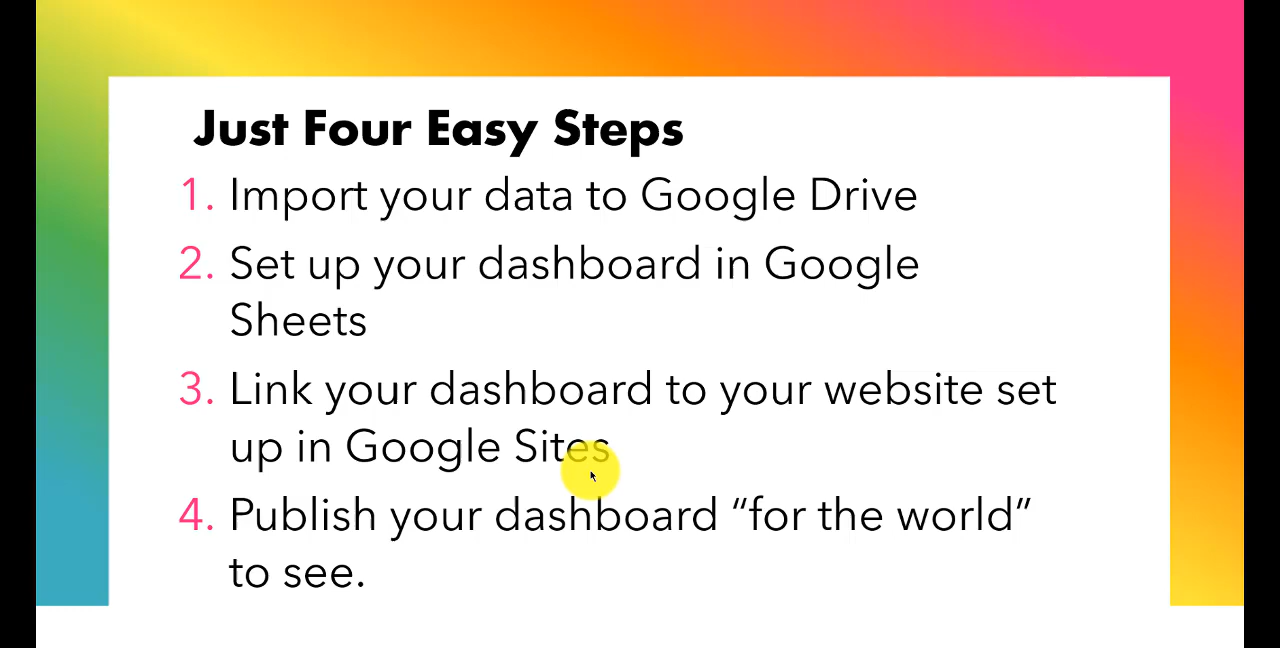 Just Four Easy Steps
1. Import your data to Google Drive
2. Set up your dashboard in Google
Sheets
3. Link your dashboard to your website set
up in Google Sites
4. Publish your dashboard “for the world”
to see.